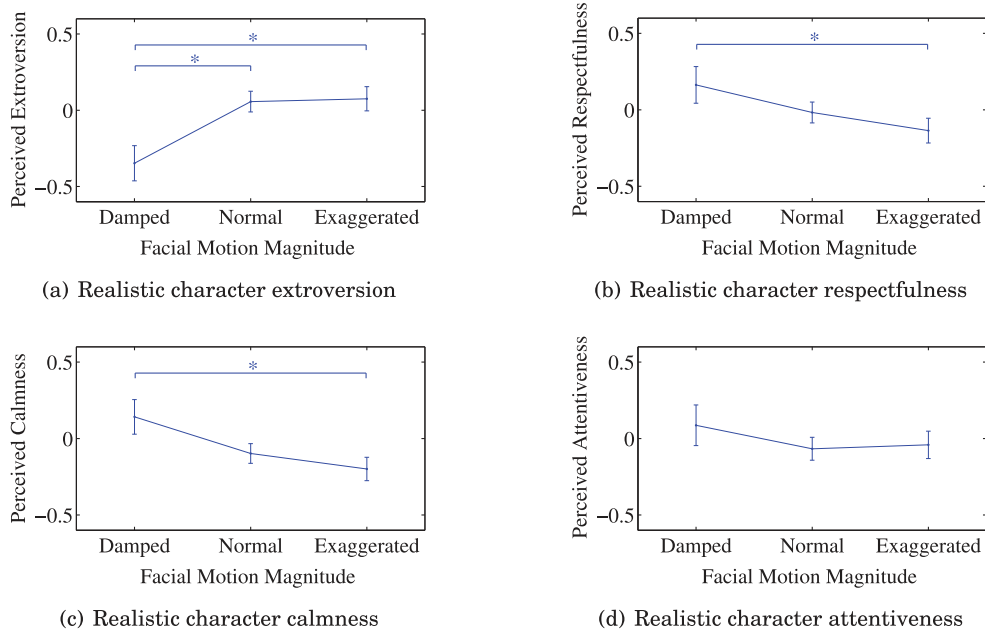 0.5
0
−0.5
Perceived Extroversion
*
*
Damped Normal Exaggerated
Facial Motion Magnitude
(a) Realistic character extroversion
0.5
0
−0.5
Perceived Respectfulness
*
Damped Normal Exaggerated
Facial Motion Magnitude
(b) Realistic character respectfulness
0.5
0
−0.5
Perceived Calmness
*
Damped Normal Exaggerated
Facial Motion Magnitude
(c) Realistic character calmness
0.5
0
−0.5
Perceived Attentiveness
Damped Normal Exaggerated
Facial Motion Magnitude
(d) Realistic character attentiveness